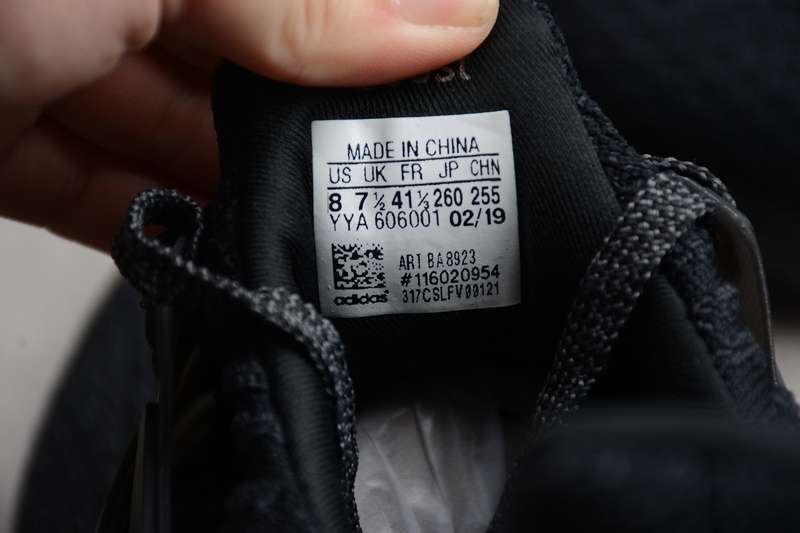 MADE IN CHINA
US UK FR JP CHN
8 7½ 41⅓ 260 255
YYA 606001 02/19
ART BA8923
#116020954
adidas 317CSLFV00121